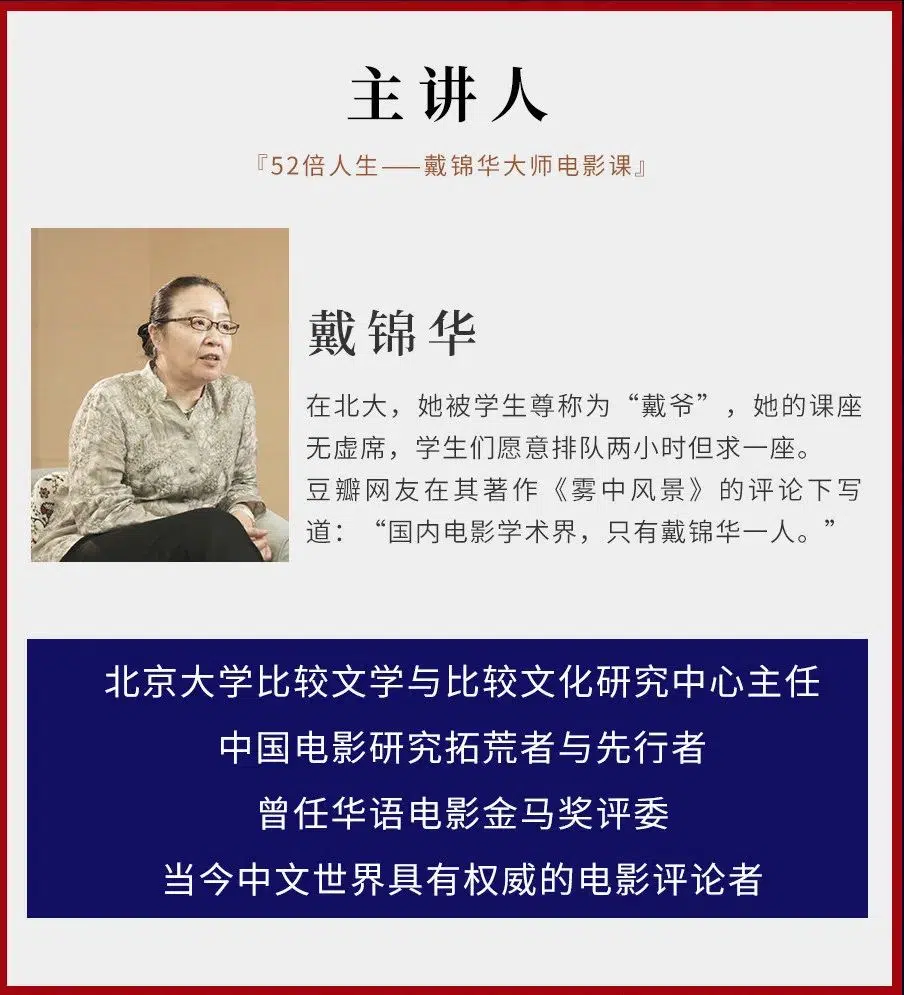 主讲人
『52倍人生——戴锦华大师电影课』
戴锦华
在北大，她被学生尊称为“戴爷”，她的课座
无虚席，学生们愿意排队两小时但求一座。
豆瓣网友在其著作《雾中风景》的评论下写
道：“国内电影学术界，只有戴锦华一人。”
北京大学比较文学与比较文化研究中心主任
中国电影研究拓荒者与先行者
曾任华语电影金马奖评委
当今中文世界具有权威的电影评论者